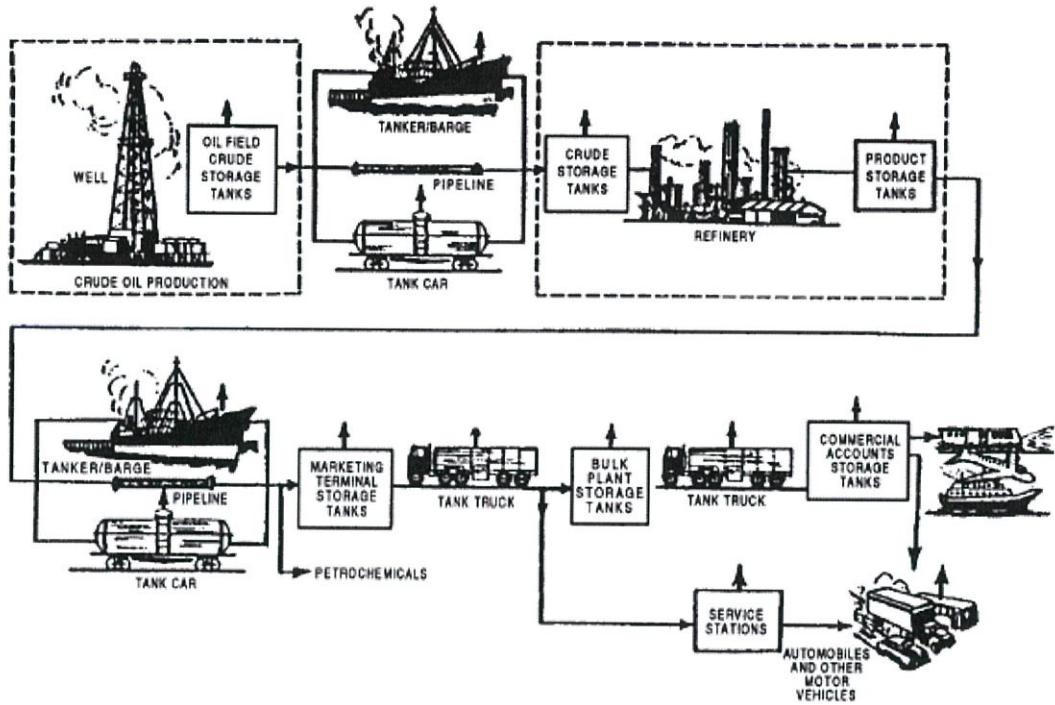 WELL
OIL FIELD
CRUDE
STORAGE
TANKS
CRUDE OIL PRODUCTION
TANKER/BARGE
PIPELINE
TANK CAR
CRUDE
STORAGE
TANKS
REFINERY
PRODUCT
STORAGE
TANKS
TANKER/BARGE
PIPELINE
TANK CAR
PETROCHEMICALS
MARKETING
TERMINAL
STORAGE
TANKS
TANK TRUCK
BULK
PLANT
STORAGE
TANKS
TANK TRUCK
COMMERCIAL
ACCOUNTS
STORAGE
TANKS
SERVICE
STATIONS
AUTOMOBILES
AND OTHER
MOTOR
VEHICLES